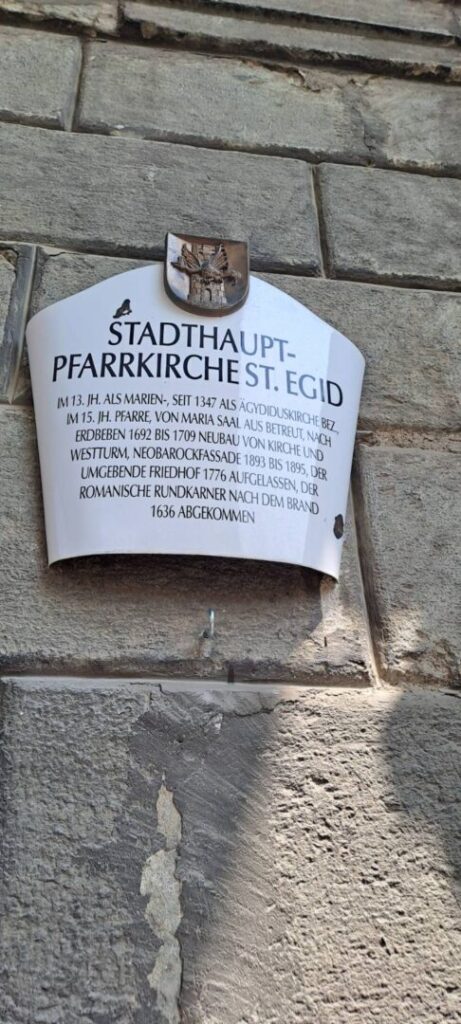 STADTHAUPT-
PFARRKIRCHE ST. EGID
IM 13. JH. ALS MARIEN-, SEIT 1347 ALS ÄGYDIDUSKIRCHE BEZ.,
IM 15. JH. PFARRE, VON MARIA SAAL AUS BETREUT, NACH
ERDBEBEN 1692 BIS 1709 NEUBAU VON KIRCHE UND
WESTTURM, NEOBAROCKFASSADE 1893 BIS 1895, DER
UMGEBENDE FRIEDHOF 1776 AUFGELASSEN, DER
ROMANISCHE RUNDKARNER NACH DEM BRAND
1636 ABGEKOMMEN